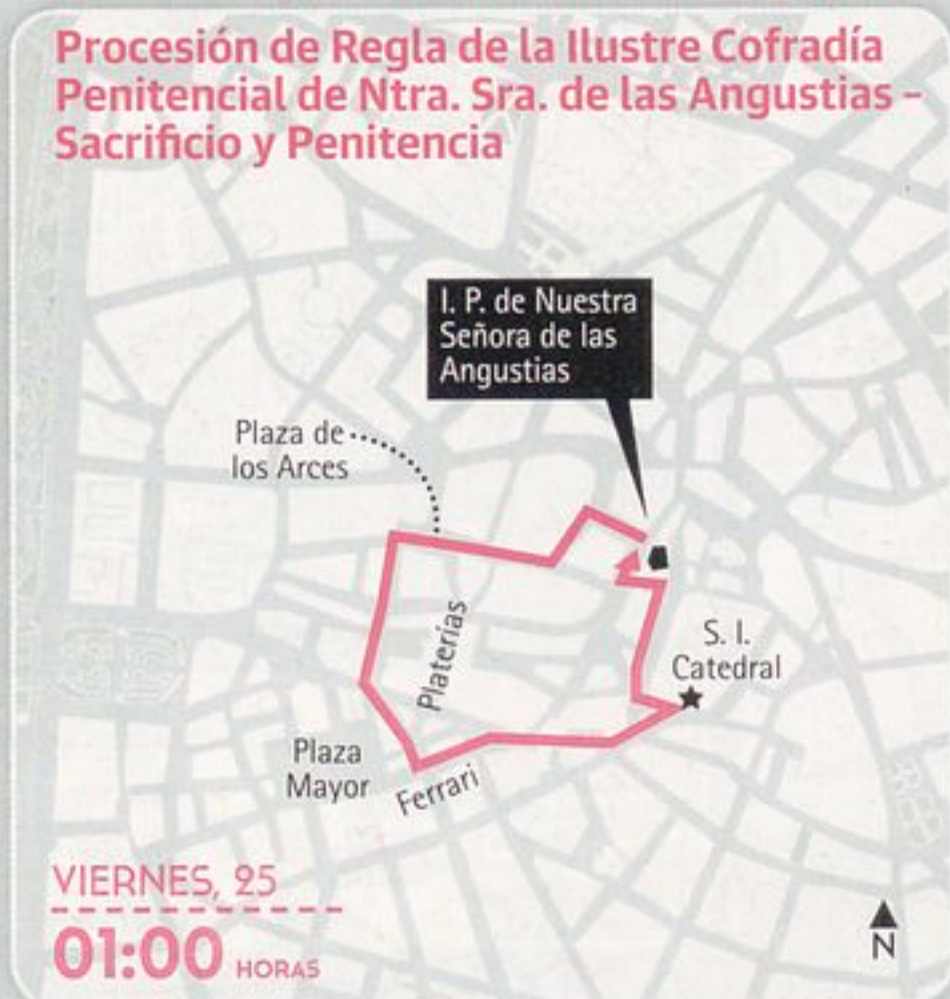 Procesión de Regla de la Ilustre Cofradía
Penitencial de Ntra. Sra. de las Angustias –
Sacrificio y Penitencia
I. P. de Nuestra
Señora de las
Angustias
Plaza de
los Arces
Platerías
S. I.
Catedral
Plaza
Mayor
Ferrari
VIERNES, 25
01:00 HORAS
N